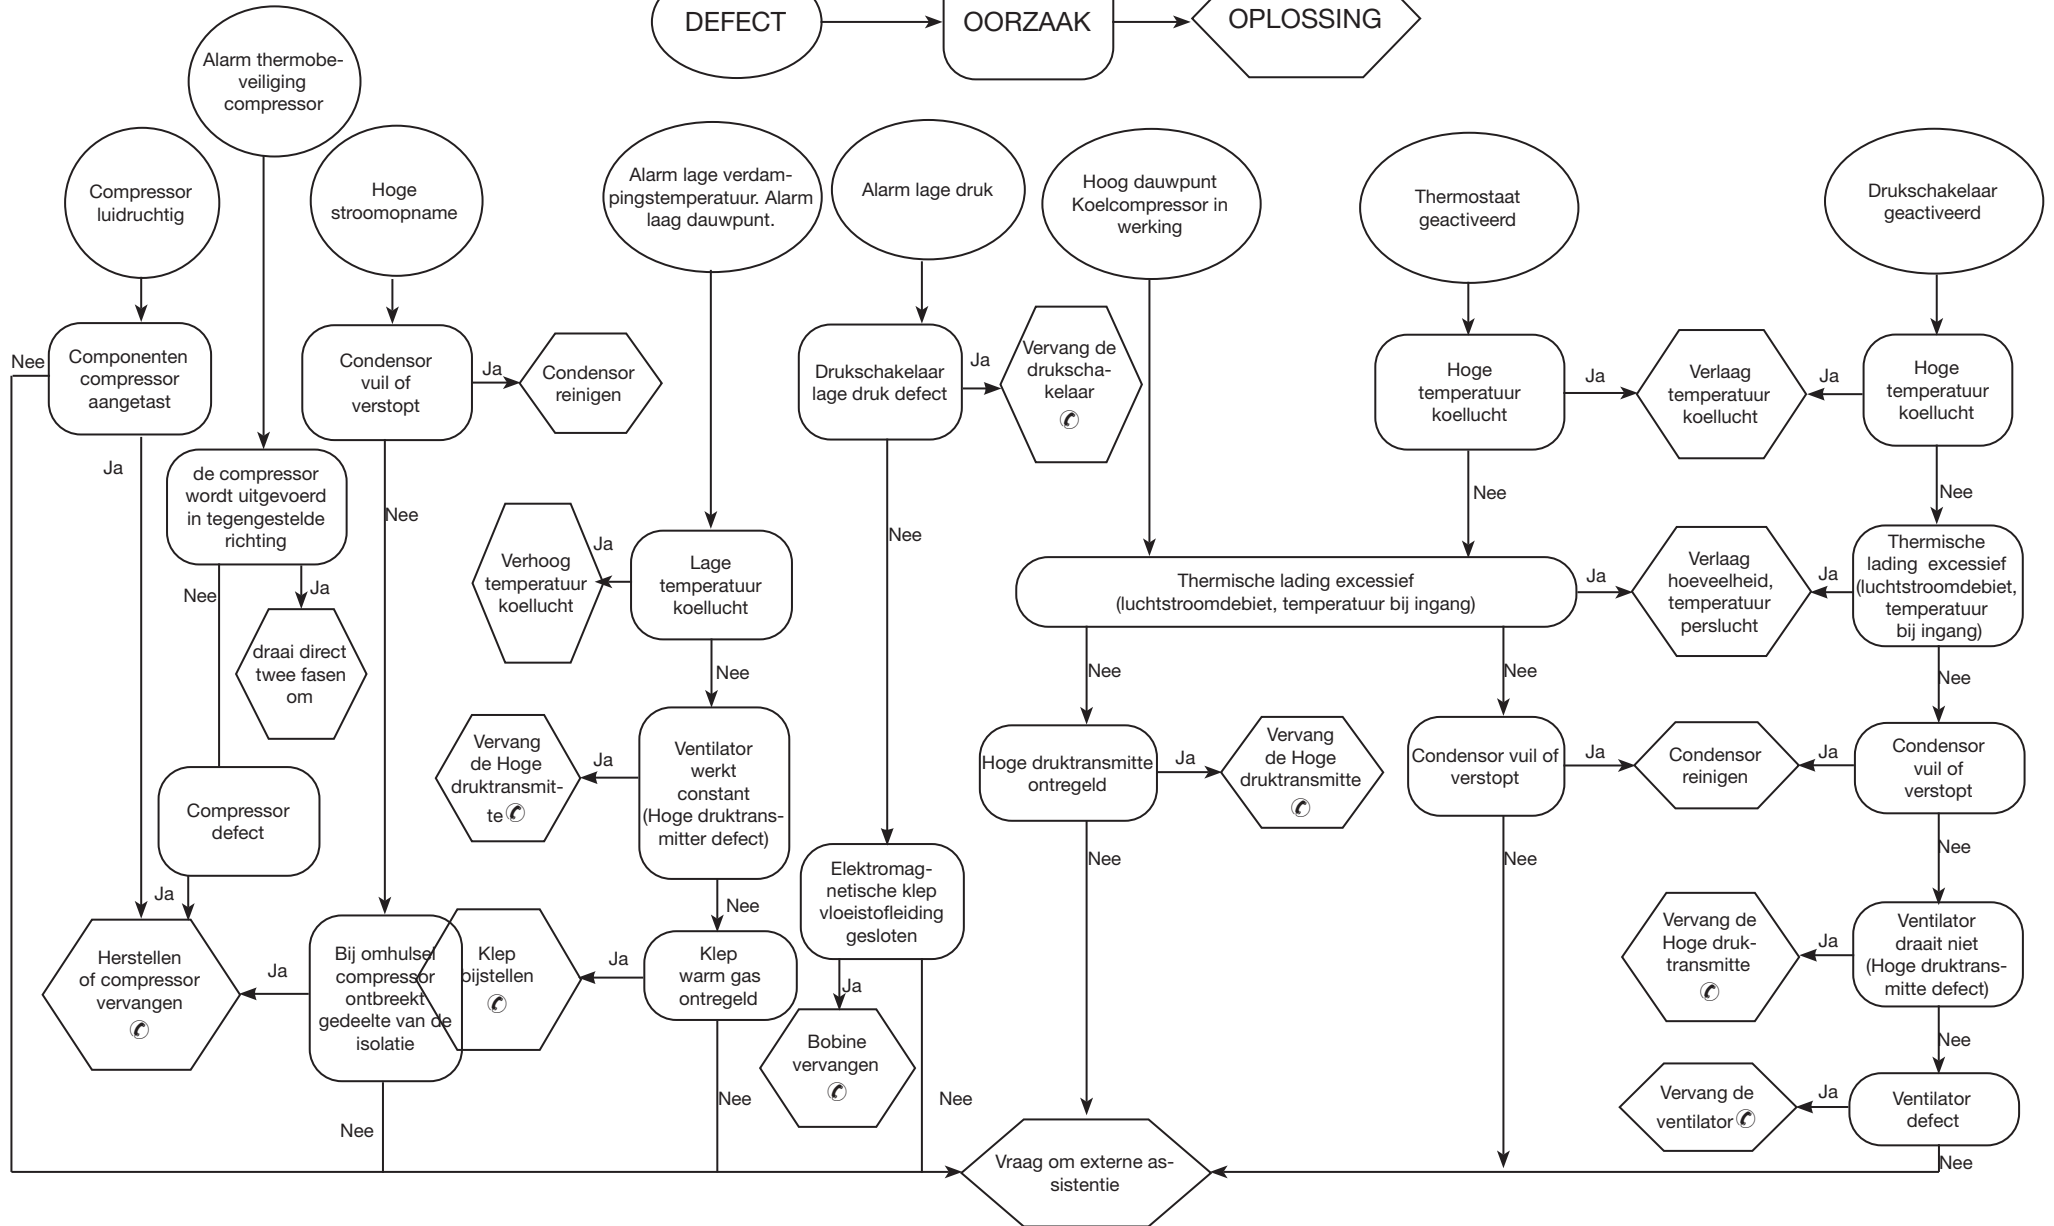 DEFECT
OORZAAK
OPLOSSING
Alarm thermobe-
veiliging
compressor
Compressor
luidruchtig
Hoge
stroomopname
Alarm lage verdam-
pingstemperatuur. Alarm
laag dauwpunt.
Alarm lage druk
Hoog dauwpunt
Koelcompressor in
werking
Thermostaat
geactiveerd
Drukschakelaar
geactiveerd
Nee
Componenten
compressor
aangetast
Ja
Condensor
vuil of
verstopt
Ja
Condensor
reinigen
Drukschakelaar
lage druk defect
Ja
Vervang de
drukscha-
kelaar
Hoge
temperatuur
koellucht
Ja
Verlaag
temperatuur
koellucht
Ja
Hoge
temperatuur
koellucht
de compressor
wordt uitgevoerd
in tegengestelde
richting
Nee
Nee
Nee
Nee
Nee
Ja
draai direct
twee fasen
om
Verhoog
temperatuur
koellucht
Ja
Lage
temperatuur
koellucht
Nee
Thermische lading excessief
(luchtstroomdebiet, temperatuur bij ingang)
Ja
Verlaag
hoeveelheid,
temperatuur
perslucht
Ja
Thermische
lading  excessief
(luchtstroomdebiet,
temperatuur
bij ingang)
Nee
Nee
Nee
Compressor
defect
Ja
Vervang
de Hoge
druktransmit-
te
Ja
Ventilator
werkt
constant
(Hoge druktrans-
mitter defect)
Nee
Hoge druktransmitte
ontregeld
Ja
Vervang
de Hoge
druktransmitte
Condensor vuil of
verstopt
Ja
Condensor
reinigen
Ja
Condensor
vuil of
verstopt
Nee
Nee
Nee
Elektromag-
netische klep
vloeistofleiding
gesloten
Ja
Bobine
vervangen
Nee
Herstellen
of compressor
vervangen
Ja
Bij omhulsel
compressor
ontbreekt
gedeelte van de
isolatie
Nee
Klep
bijstellen
Ja
Klep
warm gas
ontregeld
Nee
Vervang de
Hoge druk-
transmitte
Ja
Ventilator
draait niet
(Hoge druktrans-
mitte defect)
Nee
Vervang de
ventilator
Ja
Ventilator
defect
Nee
Vraag om externe as-
sistentie